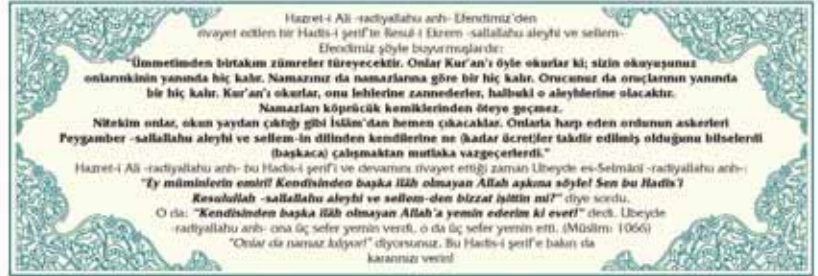 Hazret-i Ali -radiyallahu anh- Efendimiz'den
rivayet edilen bir Hadis-i şerif'te Resul-i Ekrem -sallallahu aleyhi ve sellem-
Efendimiz şöyle buyurmuşlardır:
"Ümmetimden birtakım zümreler türeyecektir. Onlar Kur'an'ı öyle okurlar ki; sizin okuyuşunuz
onlarınkinin yanında hiç kalır. Namazınız da namazlarına göre bir hiç kalır. Orucunuz da oruçlarının yanında
bir hiç kalır. Kur'an'ı okurlar, onu lehlerine zannederler, halbuki o aleyhlerine olacaktır.
Namazları köprücük kemiklerinden öteye geçmez.
Nitekim onlar, okun yaydan çıktığı gibi İslâm'dan hemen çıkacaklar. Onlarla harp eden ordunun askerleri
Peygamber -sallallahu aleyhi ve sellem-in dilinden kendilerine ne (kadar ücret)ler takdir edilmiş olduğunu bilselerdi
(başkaca) çalışmaktan mutlaka vazgeçerlerdi."
Hazret-i Ali -radiyallahu anh- bu Hadis-i şerif'i ve devamını rivayet ettiği zaman Ubeyde es-Selmâni -radiyallahu anh-:
"Ey müminlerin emiri! Kendisinden başka ilâh olmayan Allah aşkına söyle! Sen bu Hadis'i
Resulullah -sallallahu aleyhi ve sellem-den bizzat işittin mi?" diye sordu.
O da: "Kendisinden başka ilâh olmayan Allah'a yemin ederim ki evet!" dedi. Ubeyde
-radiyallahu anh- ona üç sefer yemin verdi, o da üç sefer yemin etti. (Müslim: 1066)
"Onlar da namaz kılıyor!" diyorsunuz. Bu Hadis-i şerif'e bakın da
kararınızı verin!